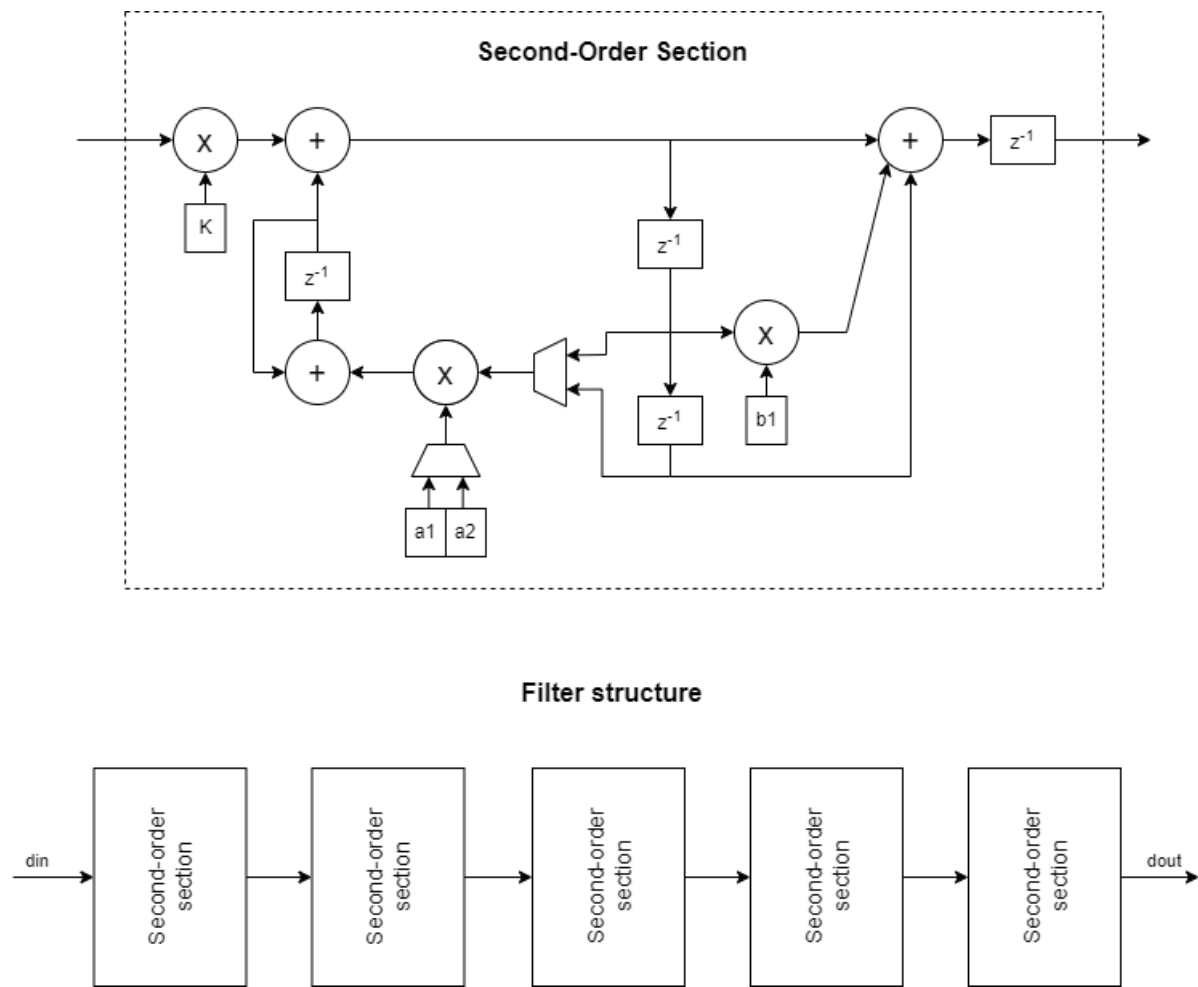 Second-Order Section
X
+
+
z-1
K
z-1
z-1
+
X
X
z-1
b1
a1
a2
Filter structure
din
Second-order
section
Second-order
section
Second-order
section
Second-order
section
Second-order
section
dout